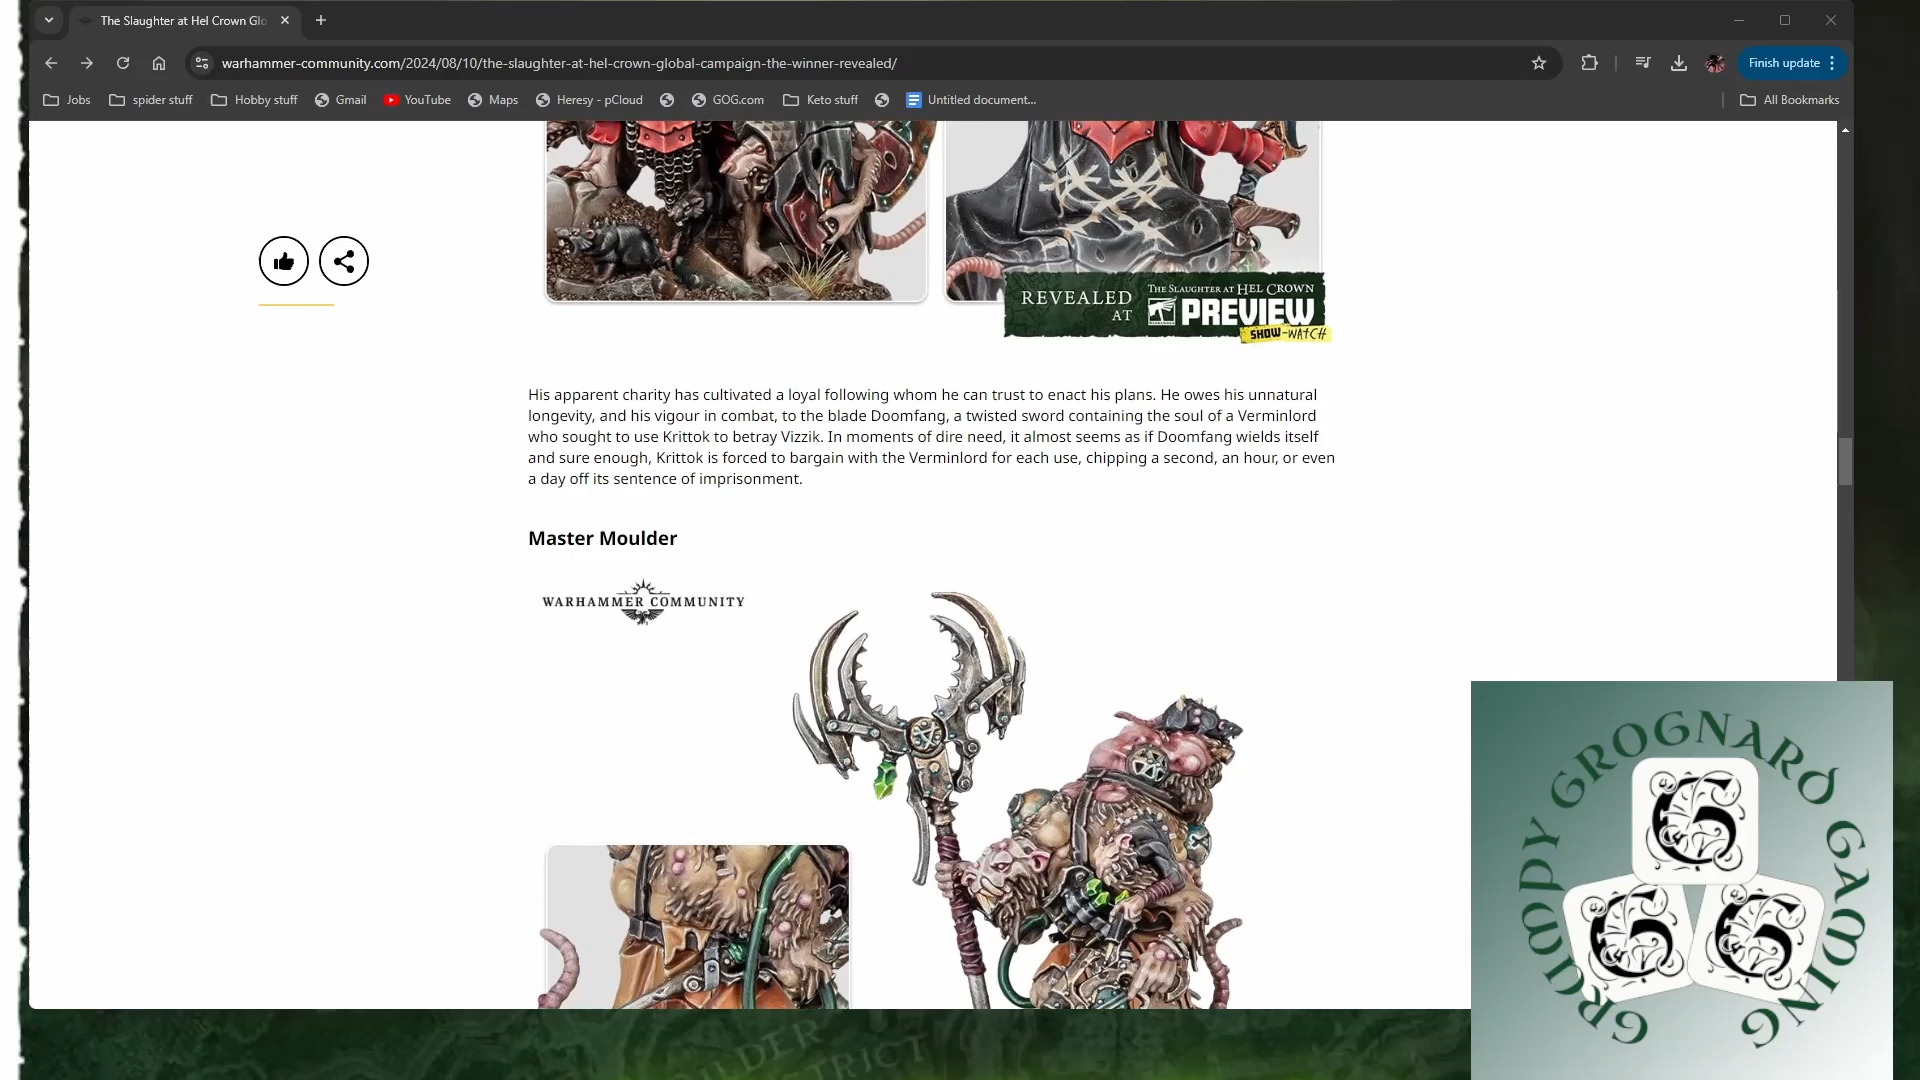 The Slaughter at Hel Crown Glo
warhammer-community.com/2024/08/10/the-slaughter-at-hel-crown-global-campaign-the-winner-revealed/
Finish update
Jobs
spider stuff
Hobby stuff
Gmail
YouTube
Maps
Heresy - pCloud
GOG.com
Keto stuff
Untitled document...
All Bookmarks
REVEALED AT
THE SLAUGHTER AT HEL CROWN
PREVIEW
SHOW-WATCH
His apparent charity has cultivated a loyal following whom he can trust to enact his plans. He owes his unnatural
longevity, and his vigour in combat, to the blade Doomfang, a twisted sword containing the soul of a Verminlord
who sought to use Krittok to betray Vizzik. In moments of dire need, it almost seems as if Doomfang wields itself
and sure enough, Krittok is forced to bargain with the Verminlord for each use, chipping a second, an hour, or even
a day off its sentence of imprisonment.
Master Moulder
WARHAMMER COMMUNITY
GRUMPY GROGNARD GAMING
G
G G